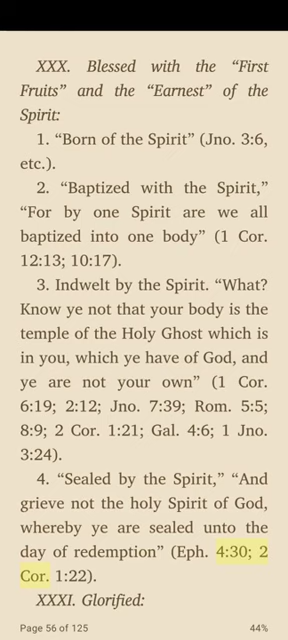 XXX. Blessed with the “First
Fruits” and the “Earnest” of the
Spirit:
1. “Born of the Spirit” (Jno. 3:6,
etc.).
2. “Baptized with the Spirit,”
“For by one Spirit are we all
baptized into one body” (1 Cor.
12:13; 10:17).
3. Indwelt by the Spirit. “What?
Know ye not that your body is the
temple of the Holy Ghost which is
in you, which ye have of God, and
ye are not your own” (1 Cor.
6:19; 2:12; Jno. 7:39; Rom. 5:5;
8:9; 2 Cor. 1:21; Gal. 4:6; 1 Jno.
3:24).
4. “Sealed by the Spirit,” “And
grieve not the holy Spirit of God,
whereby ye are sealed unto the
day of redemption” (Eph. 4:30; 2
Cor. 1:22).
XXXI. Glorified:
Page 56 of 125 44%